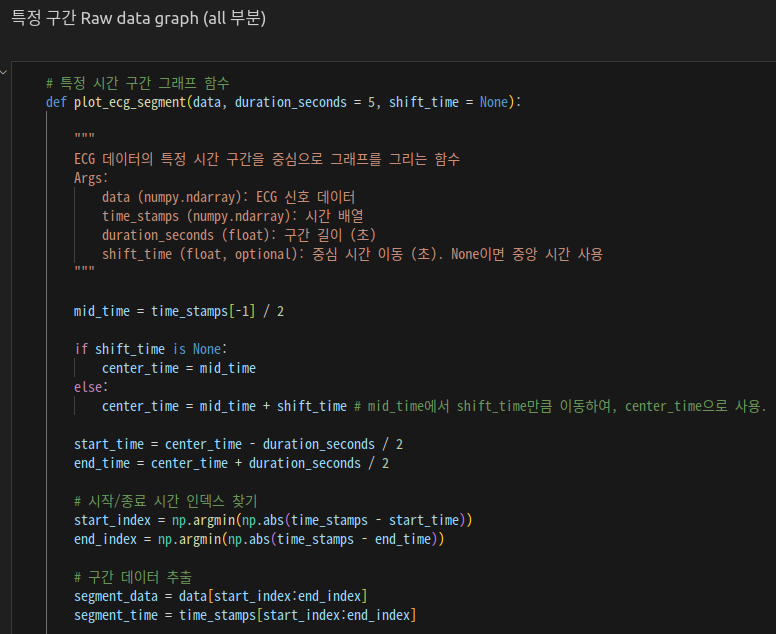 특정 구간 Raw data graph (all 부분)
# 특정 시간 구간 그래프 함수
def plot_ecg_segment(data, duration_seconds = 5, shift_time = None):
"""
ECG 데이터의 특정 시간 구간을 중심으로 그래프를 그리는 함수
Args:
data (numpy.ndarray): ECG 신호 데이터
time_stamps (numpy.ndarray): 시간 배열
duration_seconds (float): 구간 길이 (초)
shift_time (float, optional): 중심 시간 이동 (초). None이면 중앙 시간 사용
"""
mid_time = time_stamps[-1] / 2
if shift_time is None:
center_time = mid_time
else:
center_time = mid_time + shift_time # mid_time에서 shift_time만큼 이동하여, center_time으로 사용.
start_time = center_time - duration_seconds / 2
end_time = center_time + duration_seconds / 2
# 시작/종료 시간 인덱스 찾기
start_index = np.argmin(np.abs(time_stamps - start_time))
end_index = np.argmin(np.abs(time_stamps - end_time))
# 구간 데이터 추출
segment_data = data[start_index:end_index]
segment_time = time_stamps[start_index:end_index]